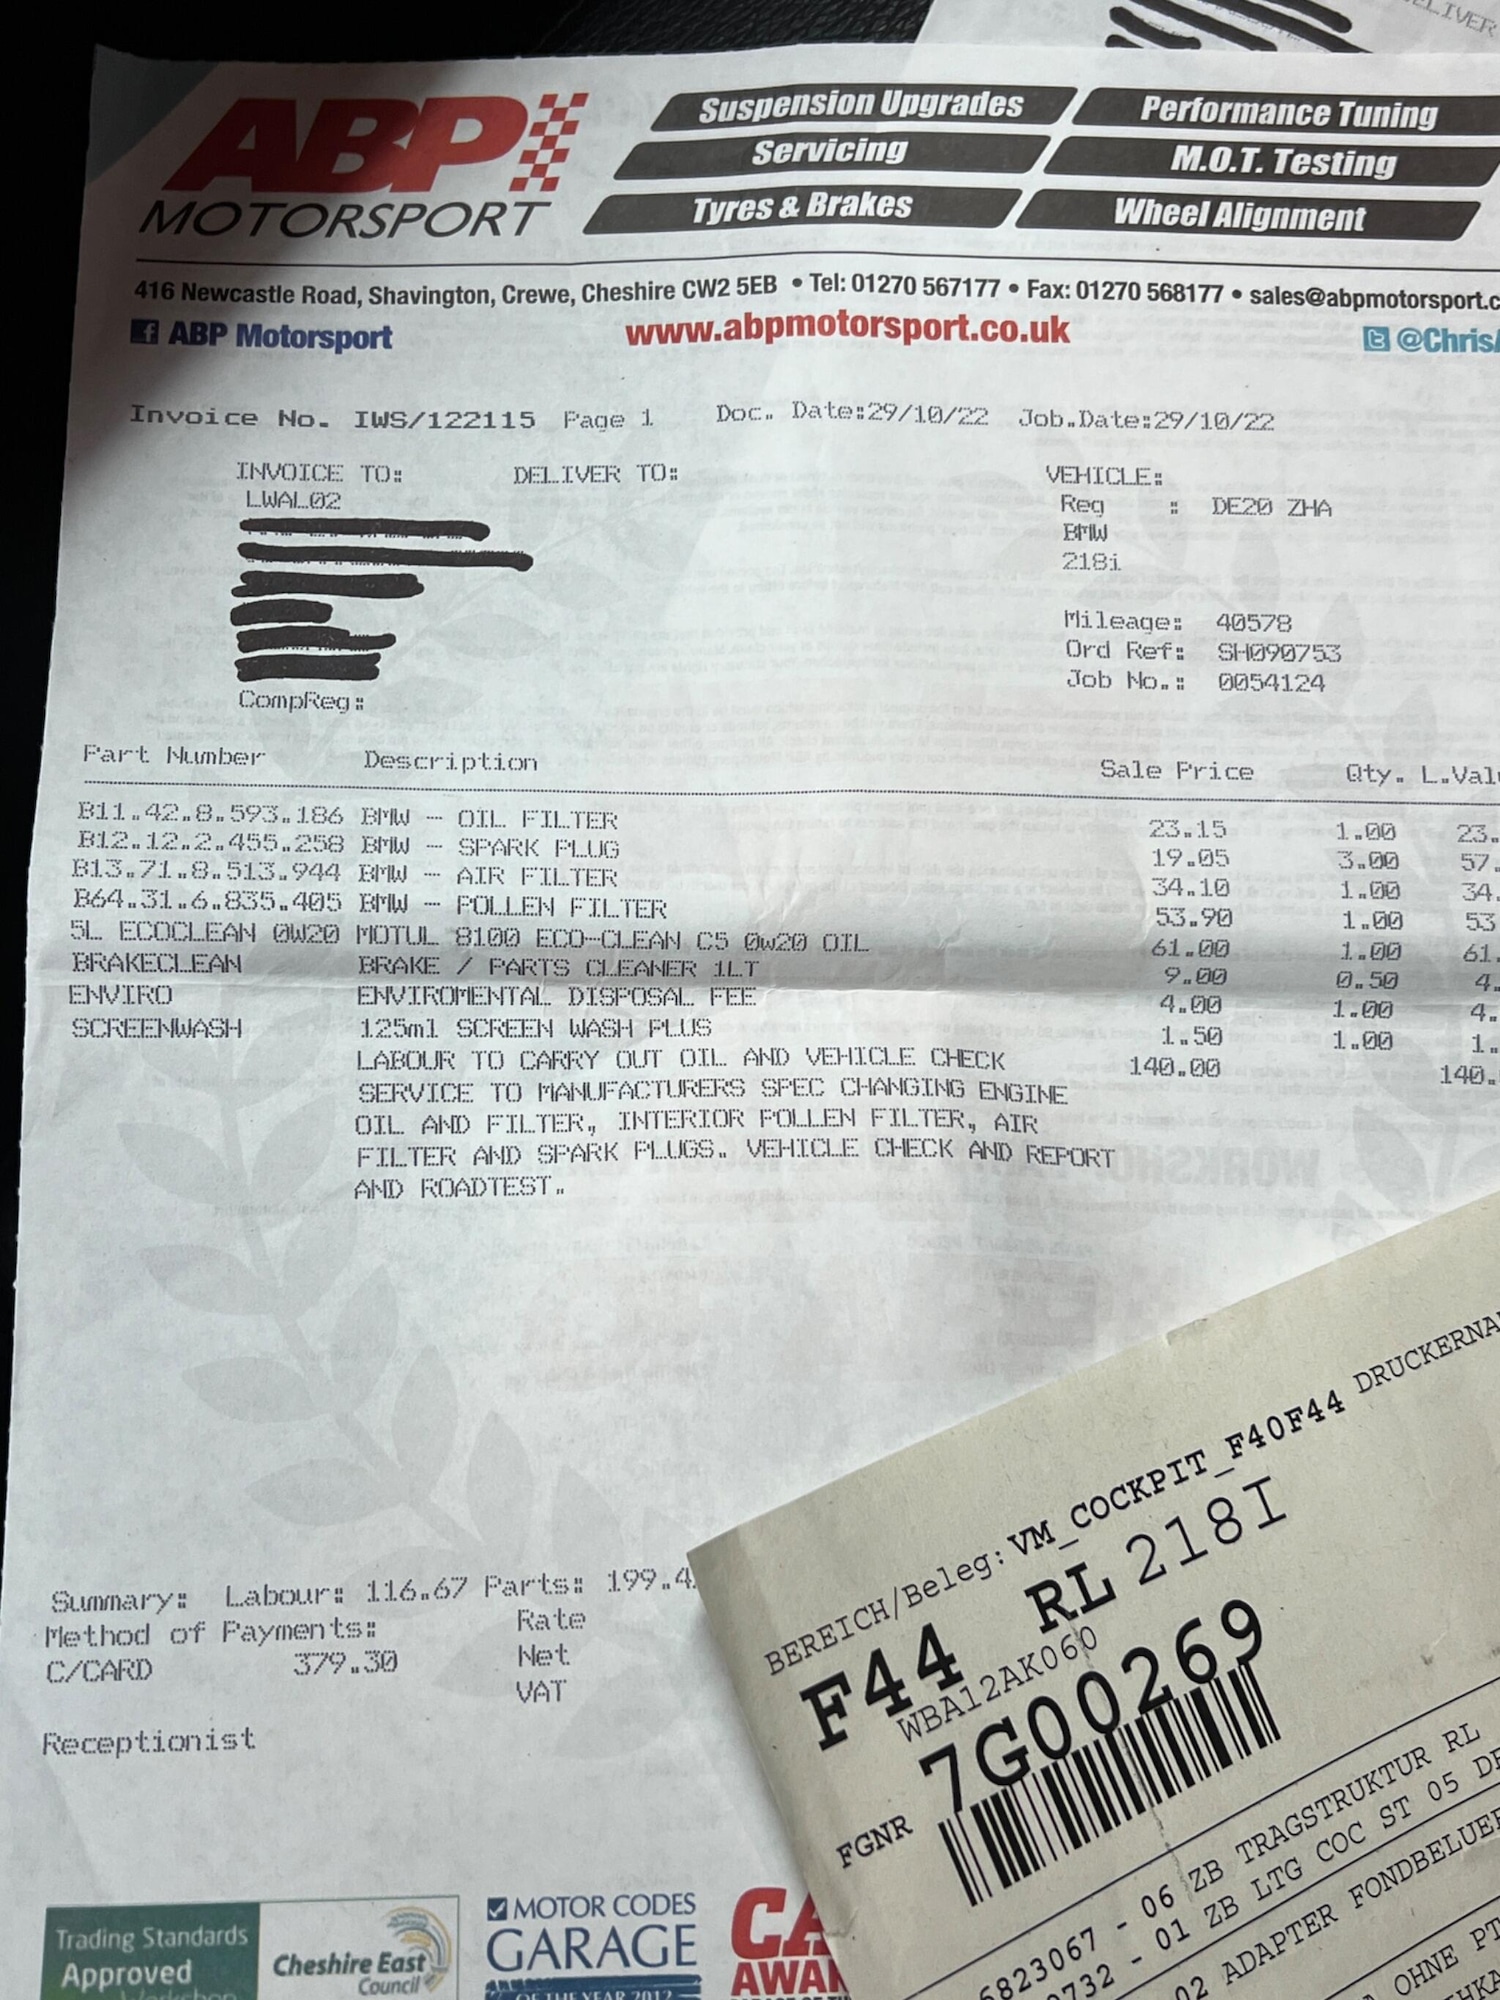 ABP
MOTORSPORT
Suspension Upgrades
Performance Tuning
Servicing
M.O.T. Testing
Tyres & Brakes
Wheel Alignment
416 Newcastle Road, Shavington, Crewe, Cheshire CW2 5EB • Tel: 01270 567177 • Fax: 01270 568177 • sales@abpmotorsport.c
ABP Motorsport
www.abpmotorsport.co.uk
@Chris
Invoice No. IWS/122115 Page 1 Doc. Date:29/10/22 Job.Date:29/10/22
INVOICE TO: DELIVER TO: VEHICLE:
LWAL02
Reg : DE20 ZHA
BMW
218i
Mileage: 40578
Ord Ref: SH090753
Job No.: 0054124
CompReg:
Part Number Description Sale Price Qty. L.Valu
B11.42.8.593.186 BMW - OIL FILTER 23.15 1.00 23.
B12.12.2.455.258 BMW - SPARK PLUG 19.05 3.00 57.
B13.71.8.513.944 BMW - AIR FILTER 34.10 1.00 34.
B64.31.6.835.405 BMW - POLLEN FILTER 53.90 1.00 53
5L ECOCLEAN 0W20 MOTUL 8100 ECO-CLEAN C5 0w20 OIL 61.00 1.00 61.
BRAKECLEAN BRAKE / PARTS CLEANER 1LT 9.00 0.50 4.
ENVIRO ENVIROMENTAL DISPOSAL FEE 4.00 1.00 4.
SCREENWASH 125ml SCREEN WASH PLUS 1.50 1.00 1.
LABOUR TO CARRY OUT OIL AND VEHICLE CHECK 140.00 140.
SERVICE TO MANUFACTURERS SPEC CHANGING ENGINE
OIL AND FILTER, INTERIOR POLLEN FILTER, AIR
FILTER AND SPARK PLUGS. VEHICLE CHECK AND REPORT
AND ROADTEST.
Summary: Labour: 116.67 Parts: 199.4
Method of Payments: Rate
C/CARD 379.30 Net
VAT
Receptionist
Trading Standards
Approved
Cheshire East
Council
MOTOR CODES
GARAGE
OF THE YEAR 2012
CA
AWA
BEREICH/Beleg: VM_COCKPIT_F40F44 DRUCKERNA
F44 RL 218I
WBA12AK060
7G00269
FGNR
6823067 - 06 ZB TRAGSTRUKTUR RL
0732 - 01 ZB LTG COC ST 05
02 ADAPTER FONDBELUE
OHNE